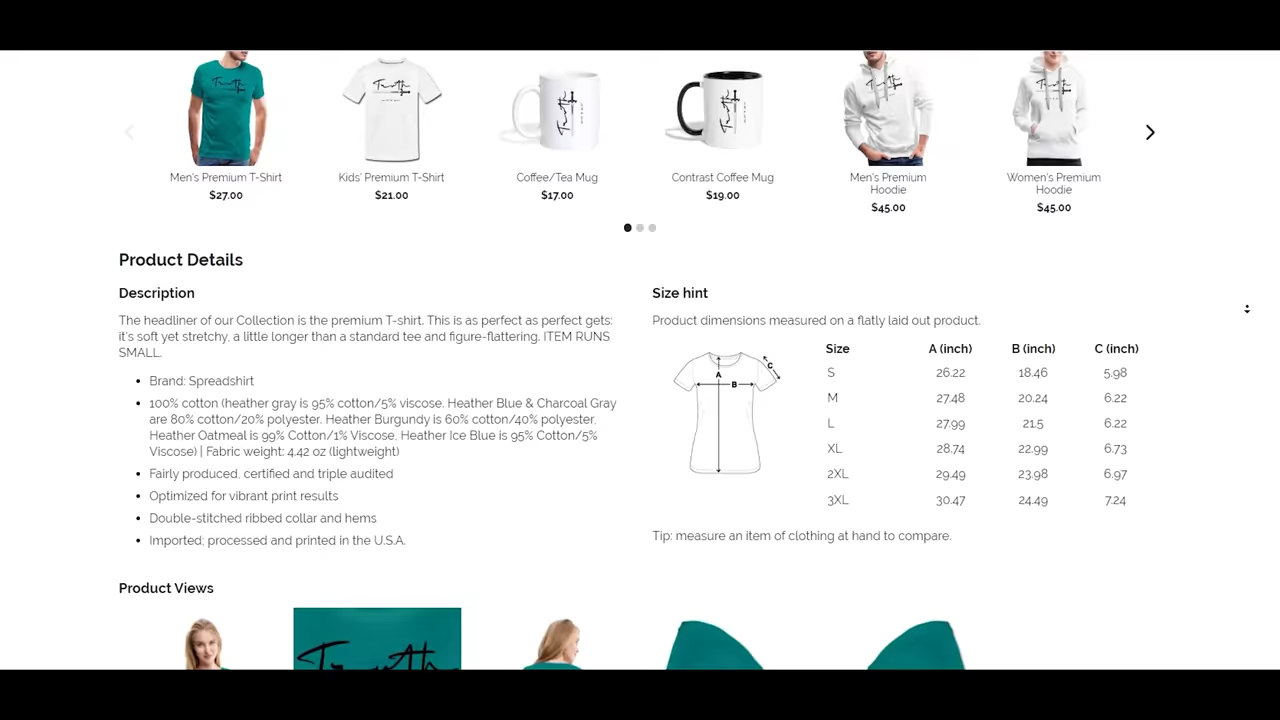 Truth
Truth
Truth
Truth
Truth
Truth
Men's Premium T-Shirt
$27.00
Kids' Premium T-Shirt
$21.00
Coffee/Tea Mug
$17.00
Contrast Coffee Mug
$19.00
Men's Premium
Hoodie
$45.00
Women's Premium
Hoodie
$45.00
Product Details
Description
The headliner of our Collection is the premium T-shirt. This is as perfect as perfect gets:
it's soft yet stretchy, a little longer than a standard tee and figure-flattering. ITEM RUNS
SMALL.
• Brand: Spreadshirt
• 100% cotton (heather gray is 95% cotton/5% viscose. Heather Blue & Charcoal Gray
are 80% cotton/20% polyester. Heather Burgundy is 60% cotton/40% polyester,
Heather Oatmeal is 99% Cotton/1% Viscose, Heather Ice Blue is 95% Cotton/5%
Viscose) | Fabric weight: 4.42 oz (lightweight)
• Fairly produced, certified and triple audited
• Optimized for vibrant print results
• Double-stitched ribbed collar and hems
• Imported; processed and printed in the U.S.A.
Size hint
Product dimensions measured on a flatly laid out product.
A
B
C
Size A (inch) B (inch) C (inch)
S 26.22 18.46 5.98
M 27.48 20.24 6.22
L 27.99 21.5 6.22
XL 28.74 22.99 6.73
2XL 29.49 23.98 6.97
3XL 30.47 24.49 7.24
Tip: measure an item of clothing at hand to compare.
Product Views
Truth